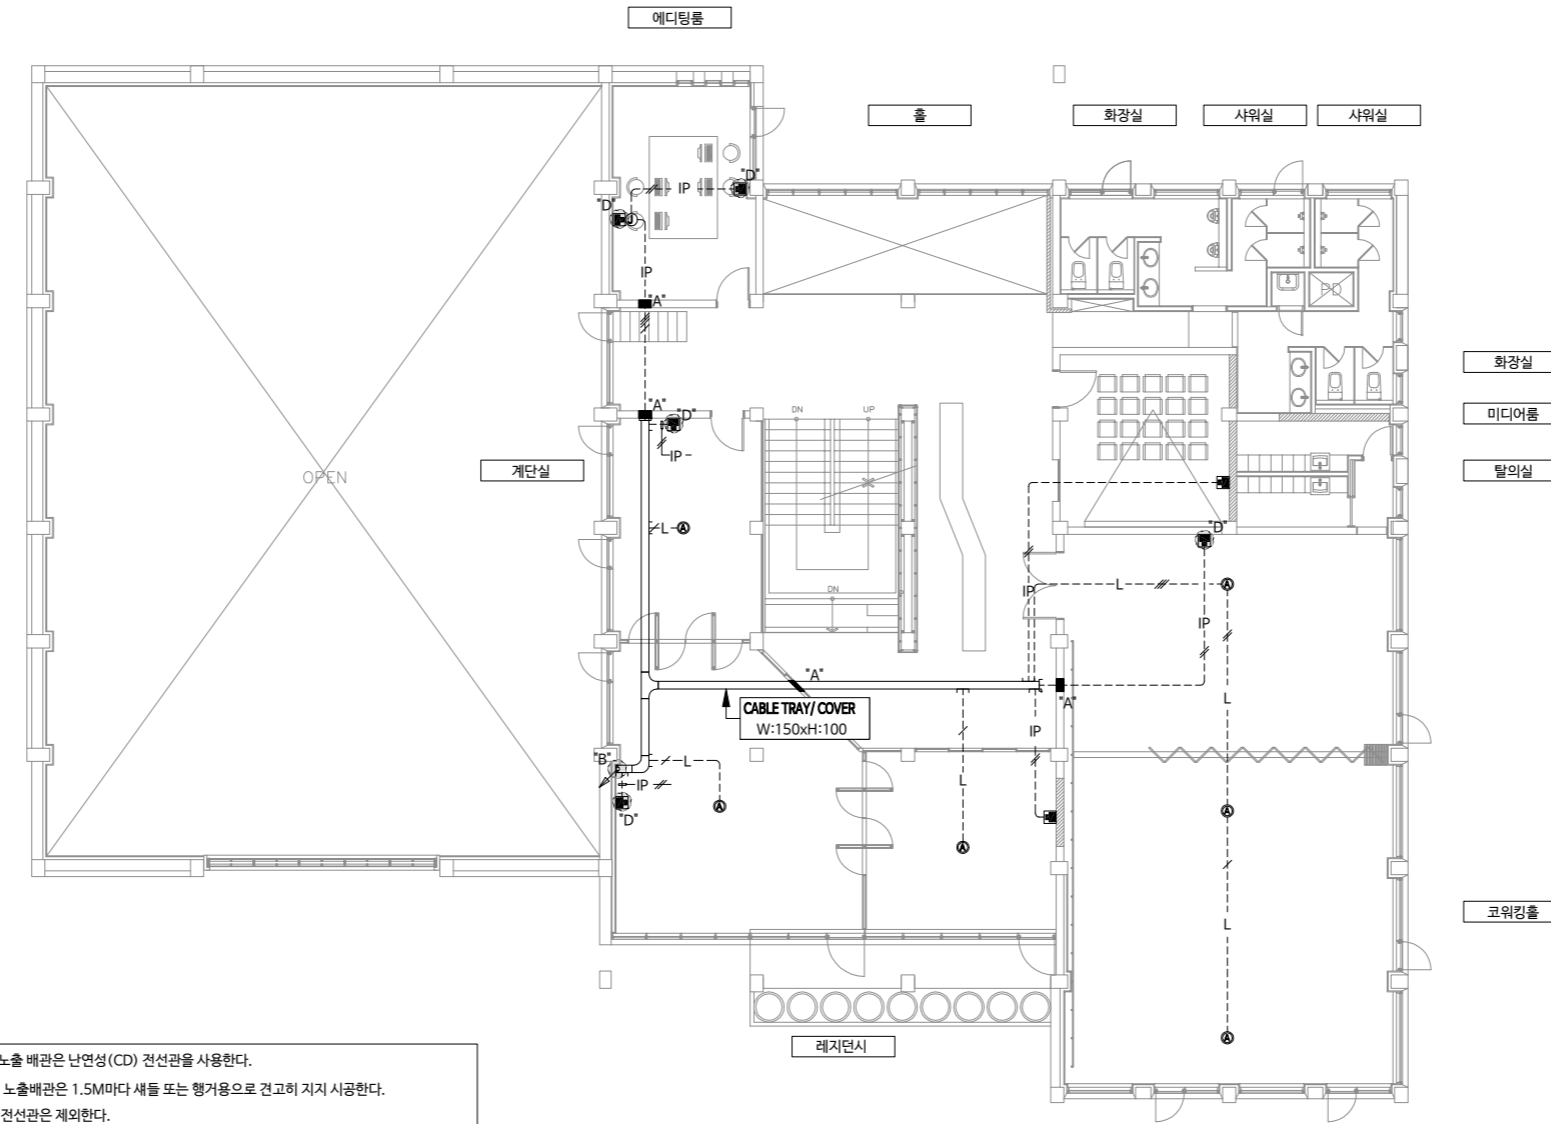 에디팅룸
홀
화장실
샤워실
샤워실
"D"
IP
"D"
IP
"A"
PD
"A"
"D"
IP
DN
UP
화장실
미디어룸
탈의실
계단실
OPEN
L
A
"D"
DN
IP
L
A
IP
"A"
"A"
L
CABLE TRAY/ COVER
W:150xH:100
IP
"B"
L
IP
L
A
"D"
A
A
L
코워킹홀
A
레지던시
노출 배관은 난연성(CD) 전선관을 사용한다.
노출배관은 1.5M마다 섀들 또는 행거용으로 견고히 지지 시공한다.
전선관은 제외한다.